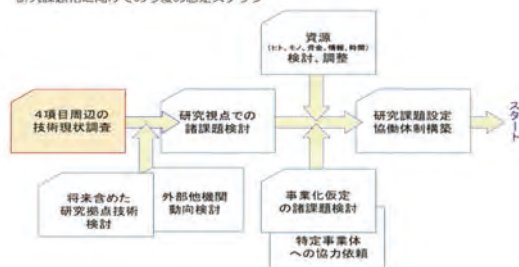 資源
(ヒト、モノ、資金、情報、時間)
検討、調整
4項目周辺の
技術現状調査
研究視点での
諸課題検討
研究課題設定
協働体制構築
スタート
将来含めた
研究拠点技術
検討
外部他機関
動向検討
事業化仮定
の諸課題検討
特定事業体
への協力依頼